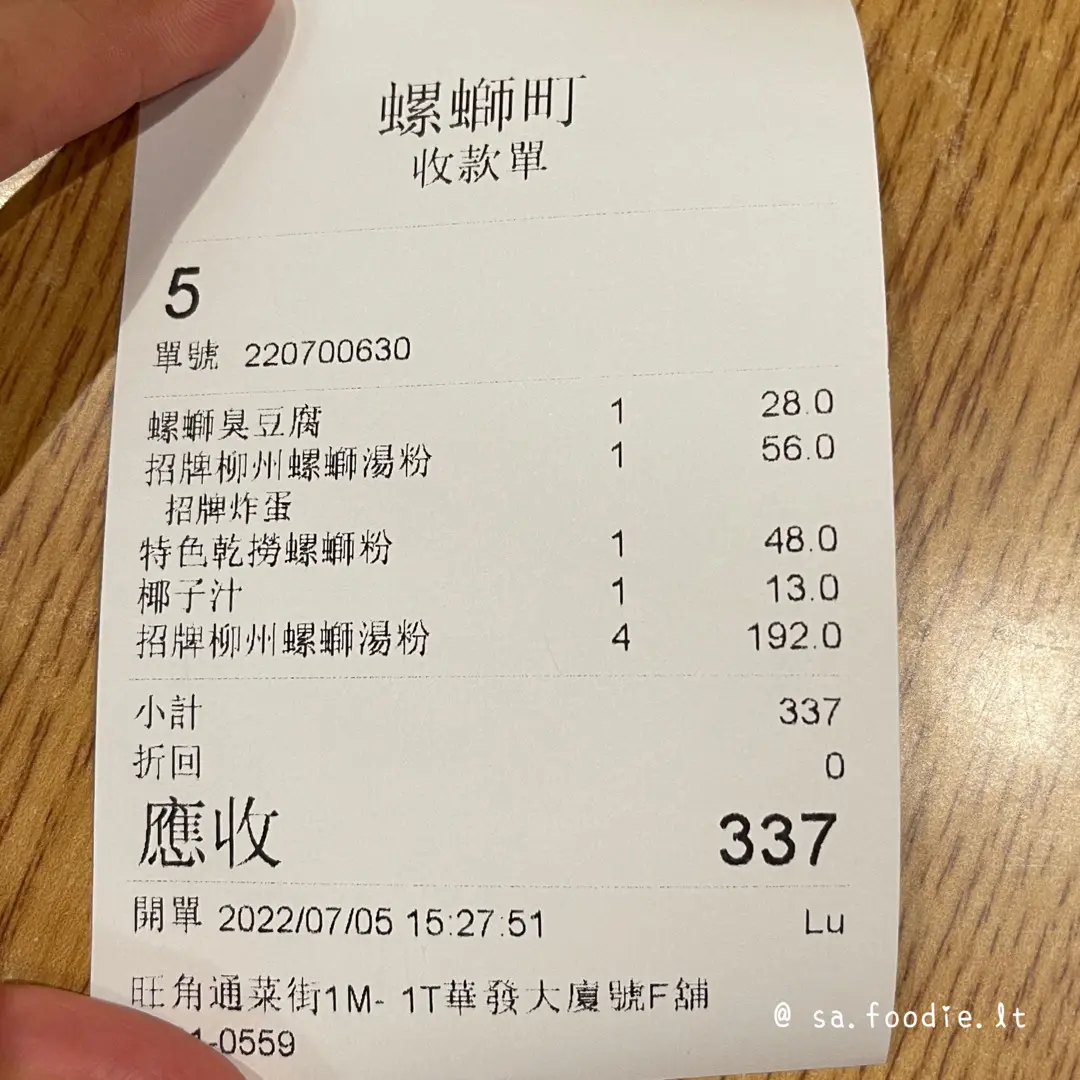 螺螄町
收款單
5
單號 220700630
螺螄臭豆腐 1 28.0
招牌柳州螺螄湯粉 1 56.0
招牌炸蛋
特色乾撈螺螄粉 1 48.0
椰子汁 1 13.0
招牌柳州螺螄湯粉 4 192.0
小計 337
折回 0
應收 337
開單 2022/07/05 15:27:51 Lu
旺角通菜街1M- 1T華發大廈號F舖
1-0559
@ sa.foodie.lt